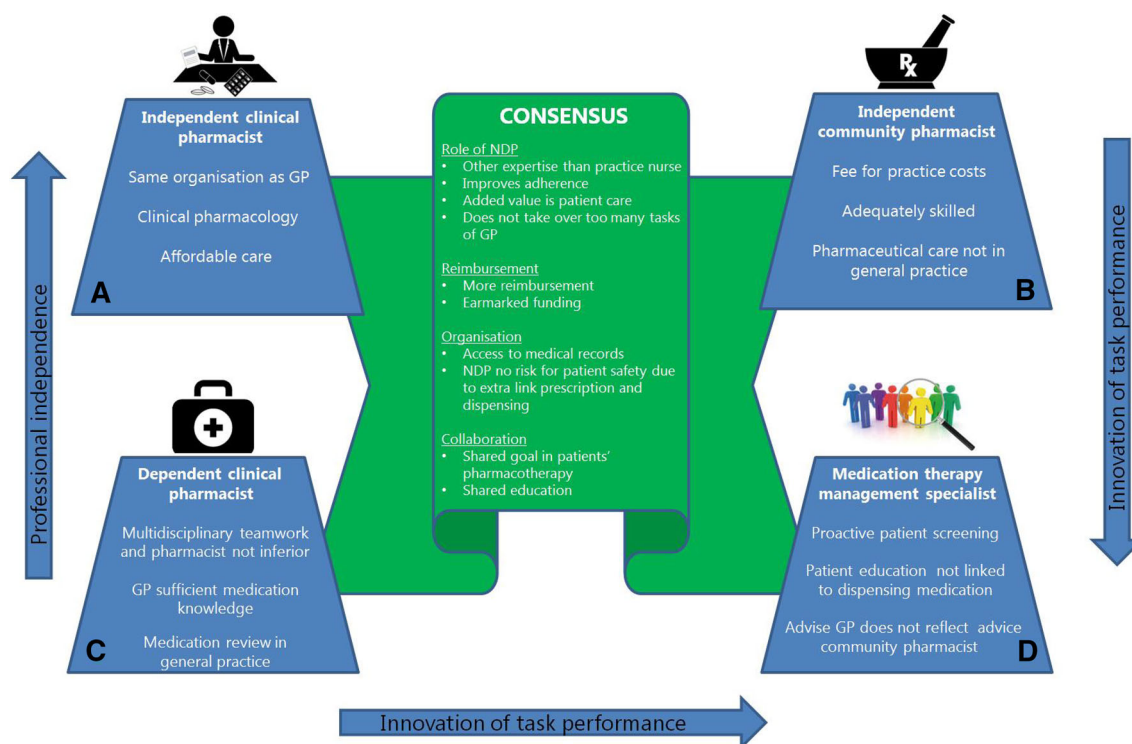 Independent clinical
pharmacist
Same organisation as GP
Clinical pharmacology
Affordable care
A
CONSENSUS
Role of NDP
• Other expertise than practice nurse
• Improves adherence
• Added value is patient care
• Does not take over too many tasks
of GP
Reimbursement
• More reimbursement
• Earmarked funding
Organisation
• Access to medical records
• NDP no risk for patient safety due
to extra link prescription and
dispensing
Collaboration
• Shared goal in patients'
pharmacotherapy
• Shared education
Rx
Independent
community pharmacist
Fee for practice costs
Adequately skilled
Pharmaceutical care not in
general practice
B
Professional independence
Innovation of task performance
Dependent clinical
pharmacist
Multidisciplinary teamwork
and pharmacist not inferior
GP sufficient medication
knowledge
Medication review in
general practice
C
Medication therapy
management specialist
Proactive patient screening
Patient education not linked
to dispensing medication
Advise GP does not reflect advice
community pharmacist
D
Innovation of task performance